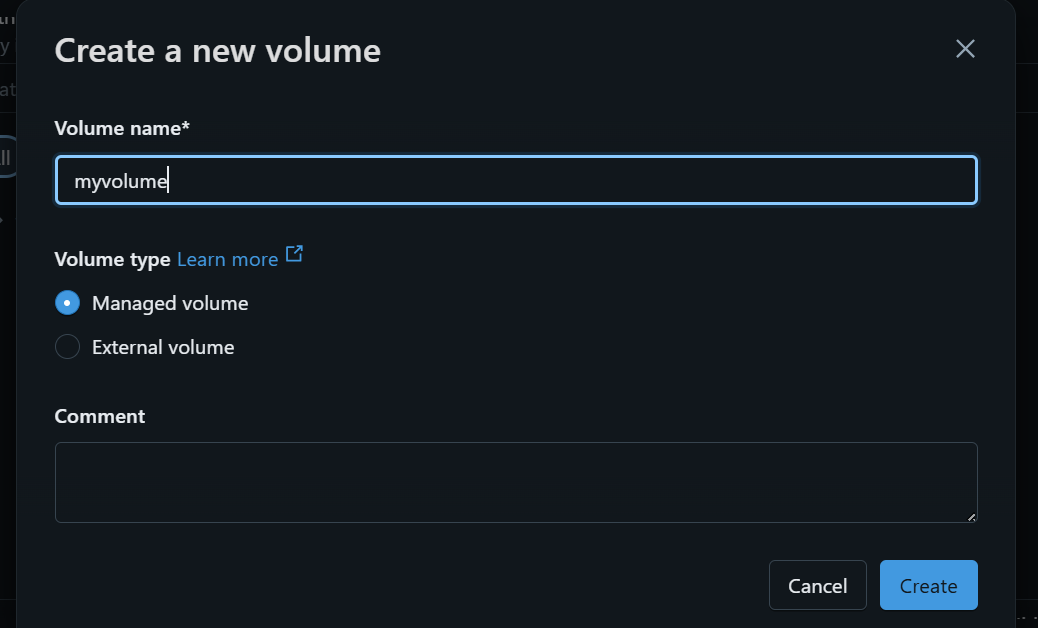 Create a new volume
Volume name*
myvolume
Volume type Learn more
Managed volume
External volume
Comment
Cancel Create